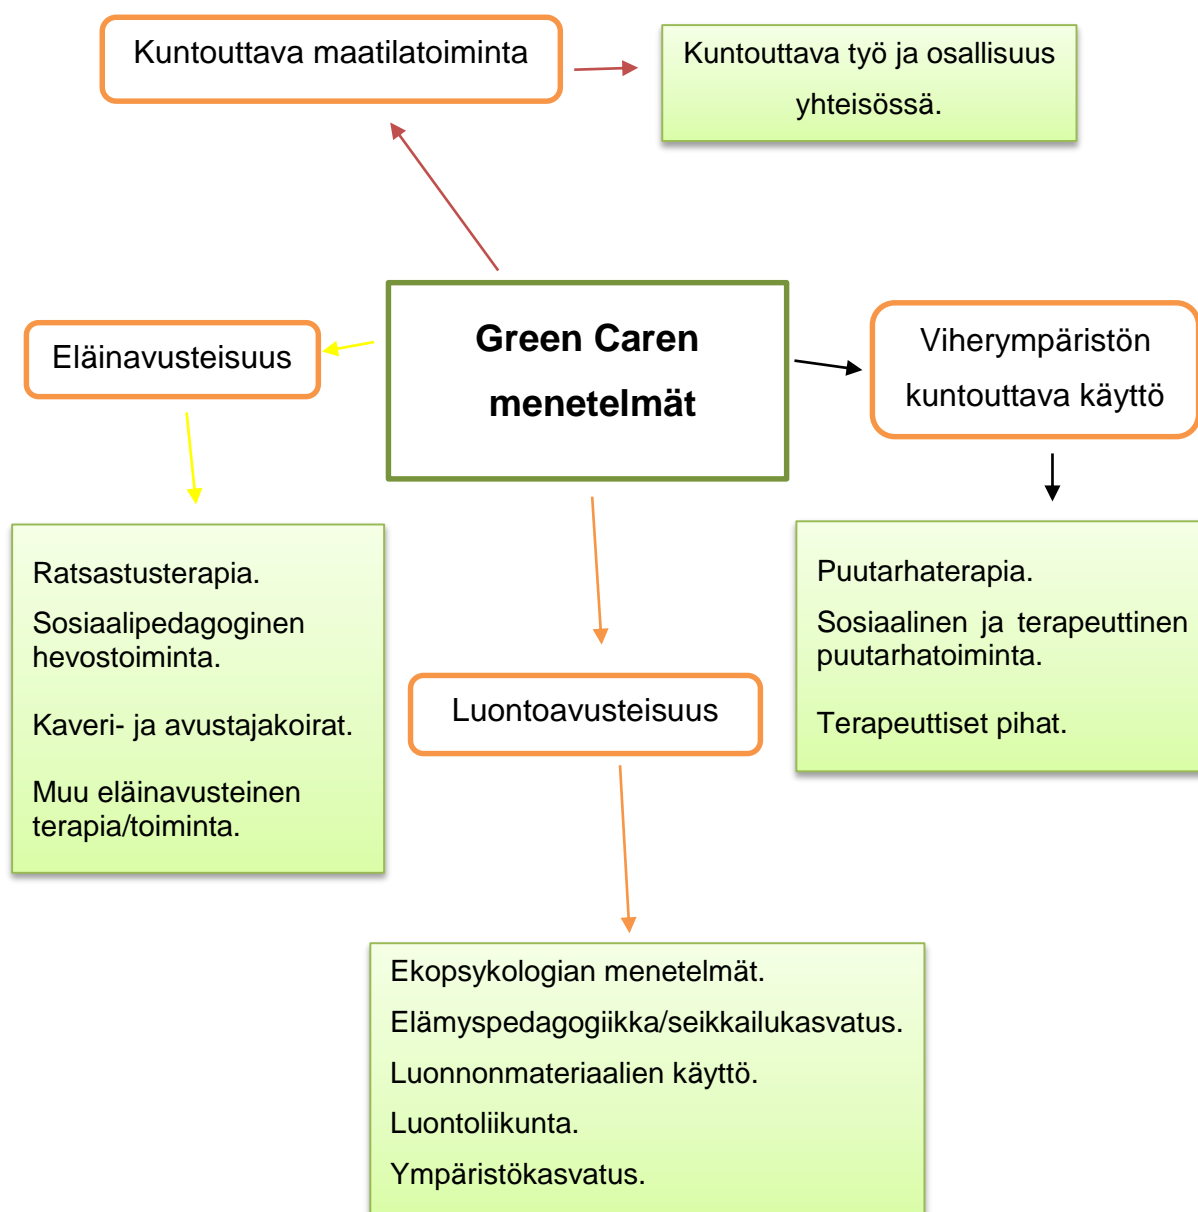 Kuntouttava maatilatoiminta
Kuntouttava työ ja osallisuus
yhteisössä.
Green Caren
menetelmät
Eläinavusteisuus
Viherympäristön
kuntouttava käyttö
Ratsastusterapia.
Sosiaalipedagoginen
hevostoiminta.
Kaveri- ja avustajakoirat.
Muu eläinavusteinen
terapia/toiminta.
Puutarhaterapia.
Sosiaalinen ja terapeuttinen
puutarhatoiminta.
Terapeuttiset pihat.
Luontoavusteisuus
Ekopsykologian menetelmät.
Elämyspedagogiikka/seikkailukasvatus.
Luonnonmateriaalien käyttö.
Luontoliikunta.
Ympäristökasvatus.